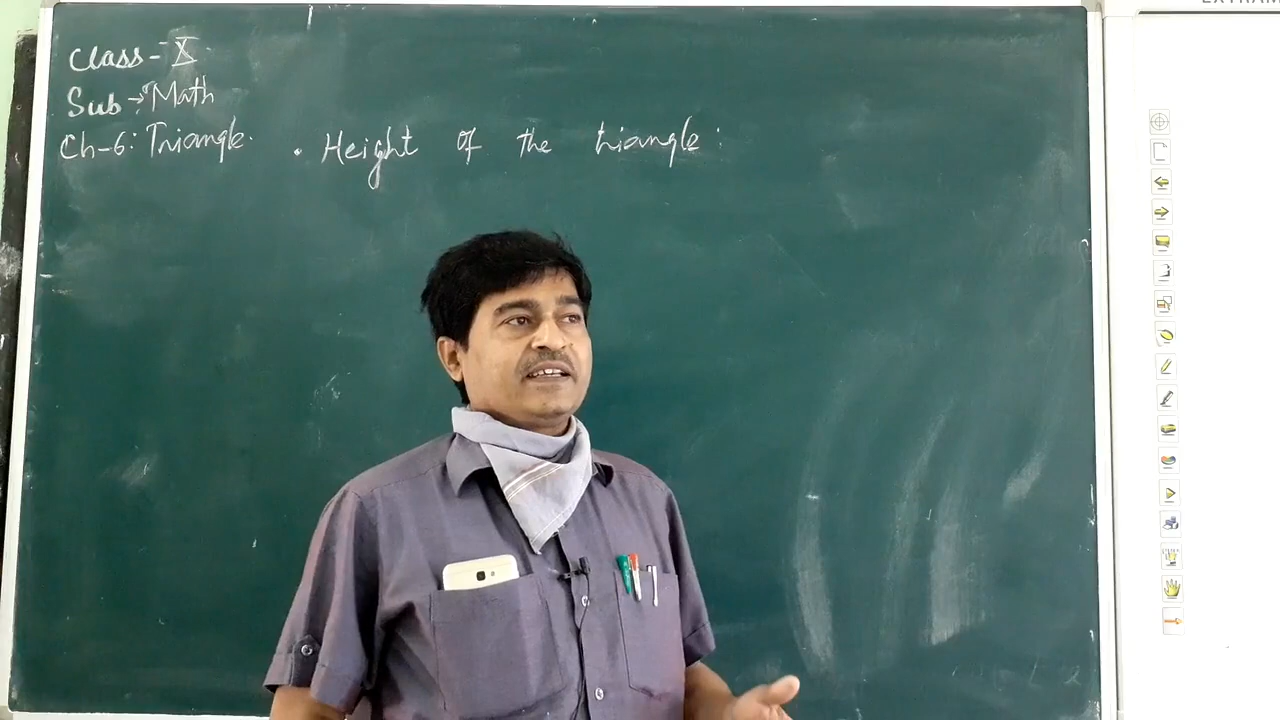 Class - X
Sub → Math
Ch-6: Triangle.
• Height of the triangle: